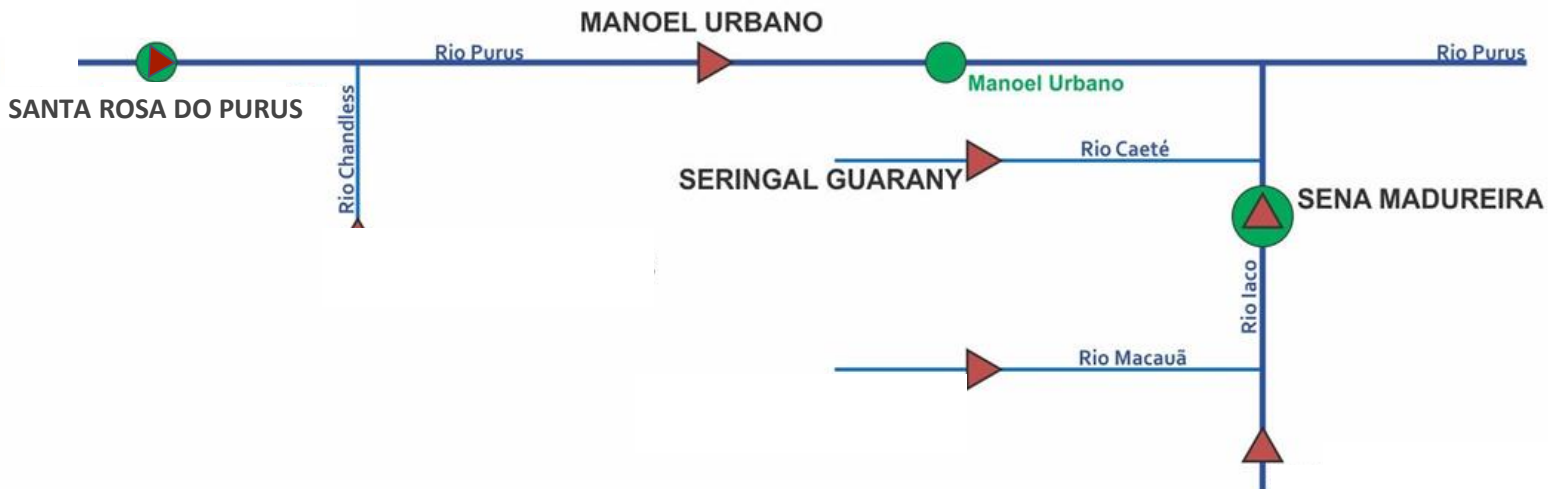 MANOEL URBANO
Rio Purus
Rio Purus
Manoel Urbano
SANTA ROSA DO PURUS
Rio Chandless
Rio Caeté
SERINGAL GUARANY
SENA MADUREIRA
Rio Iaco
Rio Macauã